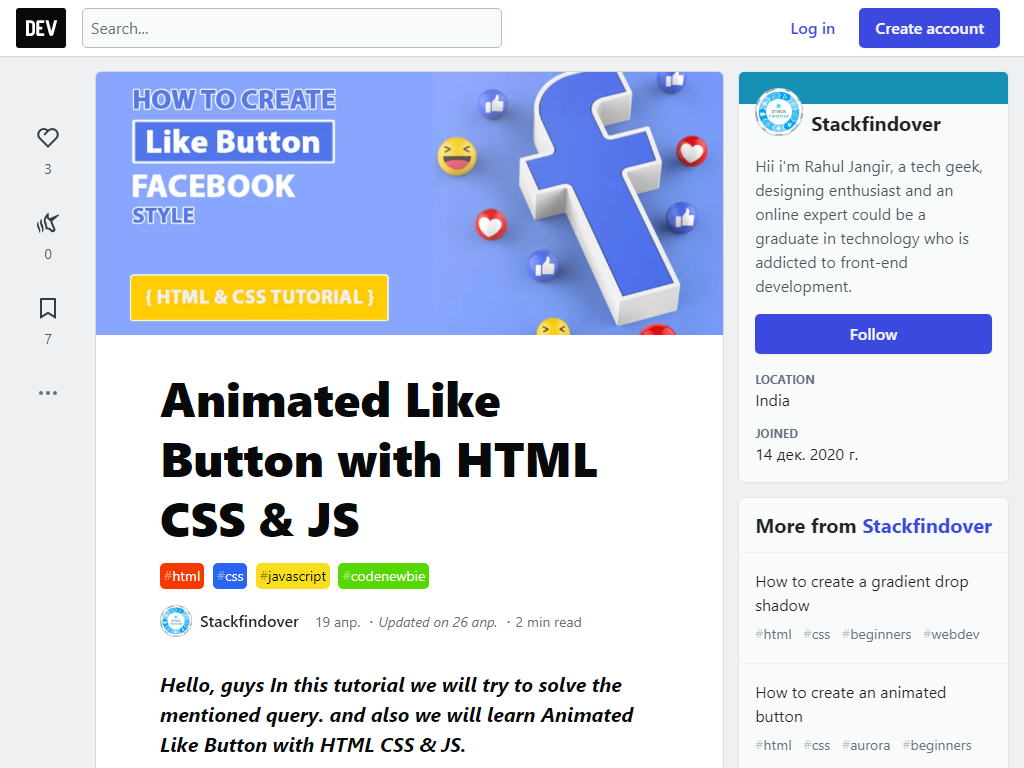 DEV
Search...
Log in
Create account
HOW TO CREATE
Like Button
FACEBOOK
STYLE
{ HTML & CSS TUTORIAL }
3
0
7
Animated Like
Button with HTML
CSS & JS
#html #css #javascript #codenewbie
Stackfindover 19 апр. · Updated on 26 апр. · 2 min read
Hello, guys In this tutorial we will try to solve the
mentioned query. and also we will learn Animated
Like Button with HTML CSS & JS.
Stackfindover
Hii i'm Rahul Jangir, a tech geek,
designing enthusiast and an
online expert could be a
graduate in technology who is
addicted to front-end
development.
Follow
LOCATION
India
JOINED
14 дек. 2020 г.
More from Stackfindover
How to create a gradient drop
shadow
#html #css #beginners #webdev
How to create an animated
button
#html #css #aurora #beginners